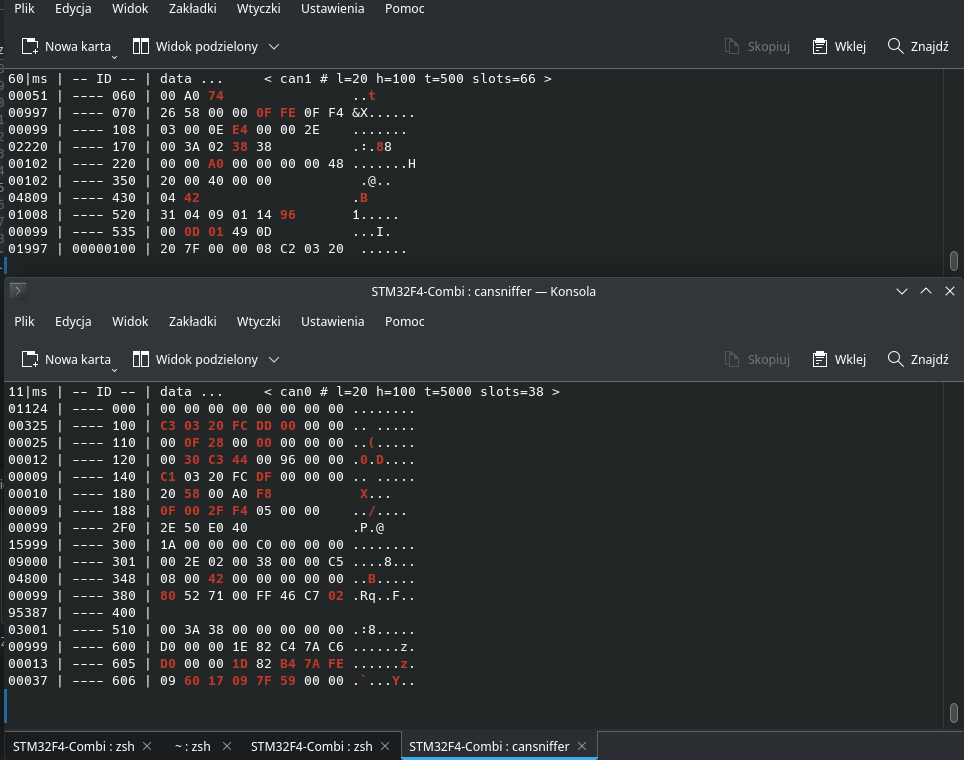 Plik Edycja Widok Zakładki Wtyczki Ustawienia Pomoc
Nowa karta Widok podzielony Skopiuj Wklej Znajdź
60|ms | -- ID -- | data ... < can1 # l=20 h=100 t=500 slots=66 >
00051 | ---- 060 | 00 A0 74 ..t
00997 | ---- 070 | 26 58 00 00 0F FE 0F F4 &X......
00099 | ---- 108 | 03 00 0E E4 00 00 2E .......
02220 | ---- 170 | 00 3A 02 38 38 .:.88
00102 | ---- 220 | 00 00 A0 00 00 00 00 48 .......H
00102 | ---- 350 | 20 00 40 00 00  .@..
04809 | ---- 430 | 04 42 .B
01008 | ---- 520 | 31 04 09 01 14 96 1.....
00099 | ---- 535 | 00 0D 01 49 0D ...I.
01997 | 00000100 | 20 7F 00 00 08 C2 03 20  ......
STM32F4-Combi : cansniffer — Konsola
Plik Edycja Widok Zakładki Wtyczki Ustawienia Pomoc
Nowa karta Widok podzielony Skopiuj Wklej Znajdź
11|ms | -- ID -- | data ... < can0 # l=20 h=100 t=5000 slots=38 >
01124 | ---- 000 | 00 00 00 00 00 00 00 00 ........
00325 | ---- 100 | C3 03 20 FC DD 00 00 00 .. .....
00025 | ---- 110 | 00 0F 28 00 00 00 00 00 ..(.....
00012 | ---- 120 | 00 30 C3 44 00 96 00 00 .0.D....
00009 | ---- 140 | C1 03 20 FC DF 00 00 00 .. .....
00010 | ---- 180 | 20 58 00 A0 F8  X...
00009 | ---- 188 | 0F 00 2F F4 05 00 00 ../....
00099 | ---- 2F0 | 2E 50 E0 40 .P.@
15999 | ---- 300 | 1A 00 00 00 C0 00 00 00 ........
09000 | ---- 301 | 00 2E 02 00 38 00 00 C5 ....8...
04800 | ---- 348 | 08 00 42 00 00 00 00 00 ..B.....
00099 | ---- 380 | 80 52 71 00 FF 46 C7 02 .Rq..F..
95387 | ---- 400 |
03001 | ---- 510 | 00 3A 38 00 00 00 00 00 .:8.....
00999 | ---- 600 | D0 00 00 1E 82 C4 7A C6 ......z.
00013 | ---- 605 | D0 00 00 1D 82 B4 7A FE ......z.
00037 | ---- 606 | 09 60 17 09 7F 59 00 00 .`...Y..
STM32F4-Combi : zsh ~ : zsh STM32F4-Combi : zsh STM32F4-Combi : cansniffer